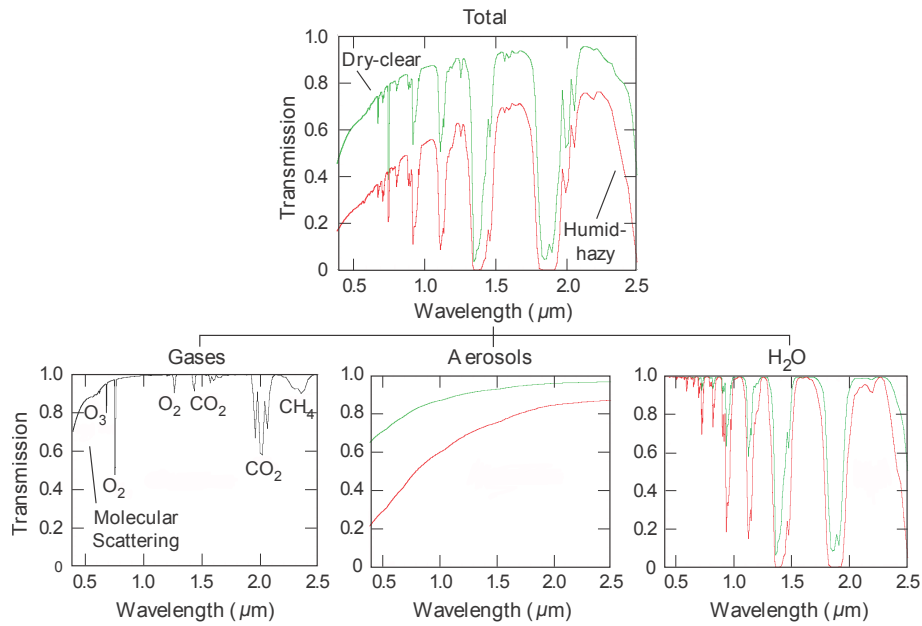 Total
1.0
0.8
0.6
0.4
0.2
0
Transmission
Dry-clear
Humid-
hazy
0.5 1.0 1.5 2.0 2.5
Wavelength (µm)
Gases
1.0
0.8
0.6
0.4
0.2
1.0
Transmission
O3
O2
CO2
CH4
CO2
O2
Molecular
Scattering
0.5 1.0 1.5 2.0 2.5
Wavelength (µm)
A erosols
1.0
0.8
0.6
0.4
0.2
0
0.5 1.0 1.5 2.0 2.5
Wavelength (µm)
H2O
1.0
0.8
0.6
0.4
0.2
0
0.5 1.0 1.5 2.0 2.5
Wavelength (µm)